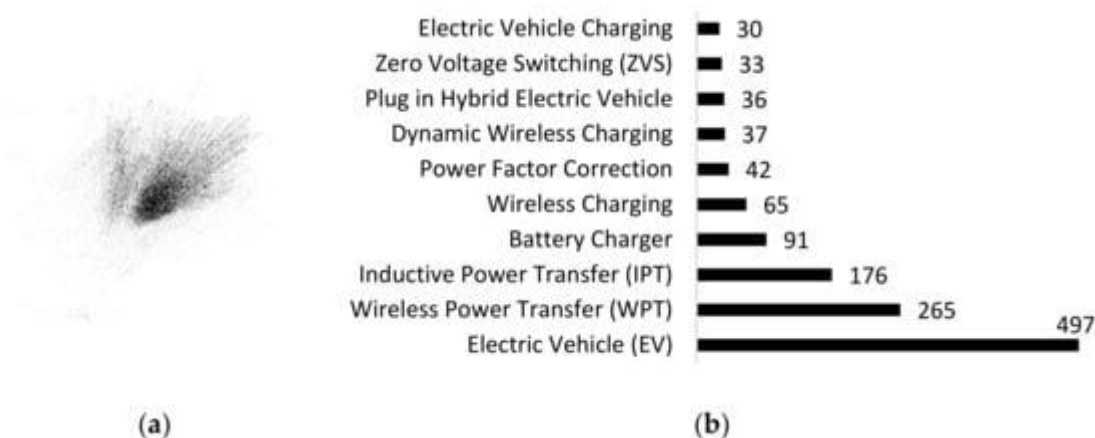 Electric Vehicle Charging 30
Zero Voltage Switching (ZVS) 33
Plug in Hybrid Electric Vehicle 36
Dynamic Wireless Charging 37
Power Factor Correction 42
Wireless Charging 65
Battery Charger 91
Inductive Power Transfer (IPT) 176
Wireless Power Transfer (WPT) 265
Electric Vehicle (EV) 497
(a) (b)